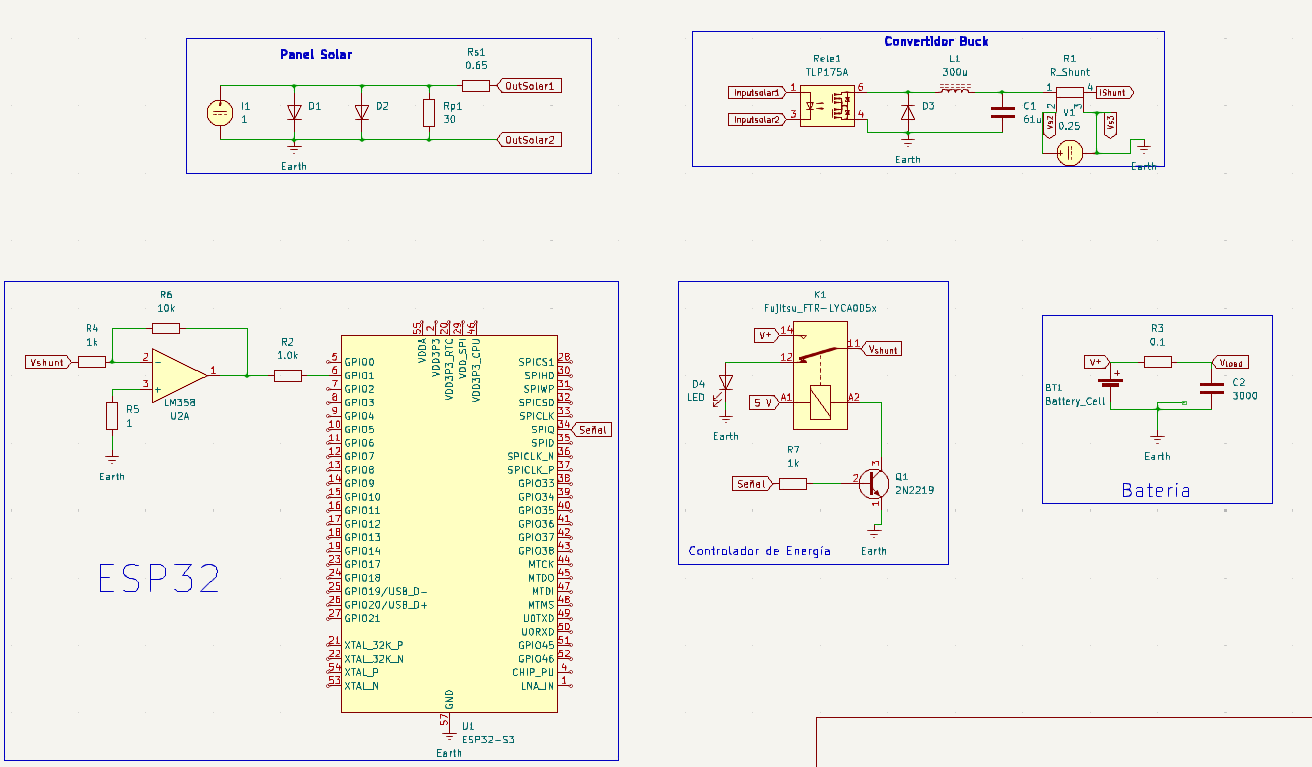 Panel Solar
Rs1
0.65
OutSolar1
I1
1
D1
D2
Rp1
30
OutSolar2
Earth
Convertidor Buck
Rele1
TLP175A
L1
300u
R1
R_Shunt
Inputsolar1
1
6
1
4
IShunt
Inputsolar2
3
4
D3
C1
61u
2
3
Vs2
V1
0.25
Vs3
Earth
Earth
R6
10k
R4
1k
Vshunt
2
3
1
LM358
U2A
R2
1.0k
R5
1
Earth
55
2
20
29
46
VDDA
VDD3P3
VDD3P3_RTC
VDD_SPI
VDD3P3_CPU
5 GPIO0 SPICS1 28
6 GPIO1 SPIHD 30
7 GPIO2 SPIWP 31
8 GPIO3 SPICS0 32
9 GPIO4 SPICLK 33
10 GPIO5 SPIQ 34 Señal
11 GPIO6 SPID 35
12 GPIO7 SPICLK_N 36
13 GPIO8 SPICLK_P 37
14 GPIO9 GPIO33 38
15 GPIO10 GPIO34 39
16 GPIO11 GPIO35 40
17 GPIO12 GPIO36 41
18 GPIO13 GPIO37 42
19 GPIO14 GPIO38 43
23 GPIO17 MTCK 44
24 GPIO18 MTDO 45
25 GPIO19/USB_D- MTDI 47
26 GPIO20/USB_D+ MTMS 48
27 GPIO21 U0TXD 49
U0RXD 50
21 XTAL_32K_P GPIO45 51
22 XTAL_32K_N GPIO46 52
54 XTAL_P CHIP_PU 4
53 XTAL_N LNA_IN 1
GND
57
U1
ESP32-S3
Earth
ESP32
K1
Fujitsu_FTR-LYCA005x
V+
14
12
11
Vshunt
D4
LED
Earth
5 V
A1
A2
R7
1k
Señal
2
3
1
Q1
2N2219
Earth
Controlador de Energía
R3
0.1
V+
VLoad
BT1
Battery_Cell
+
C2
3000
Earth
Bateria